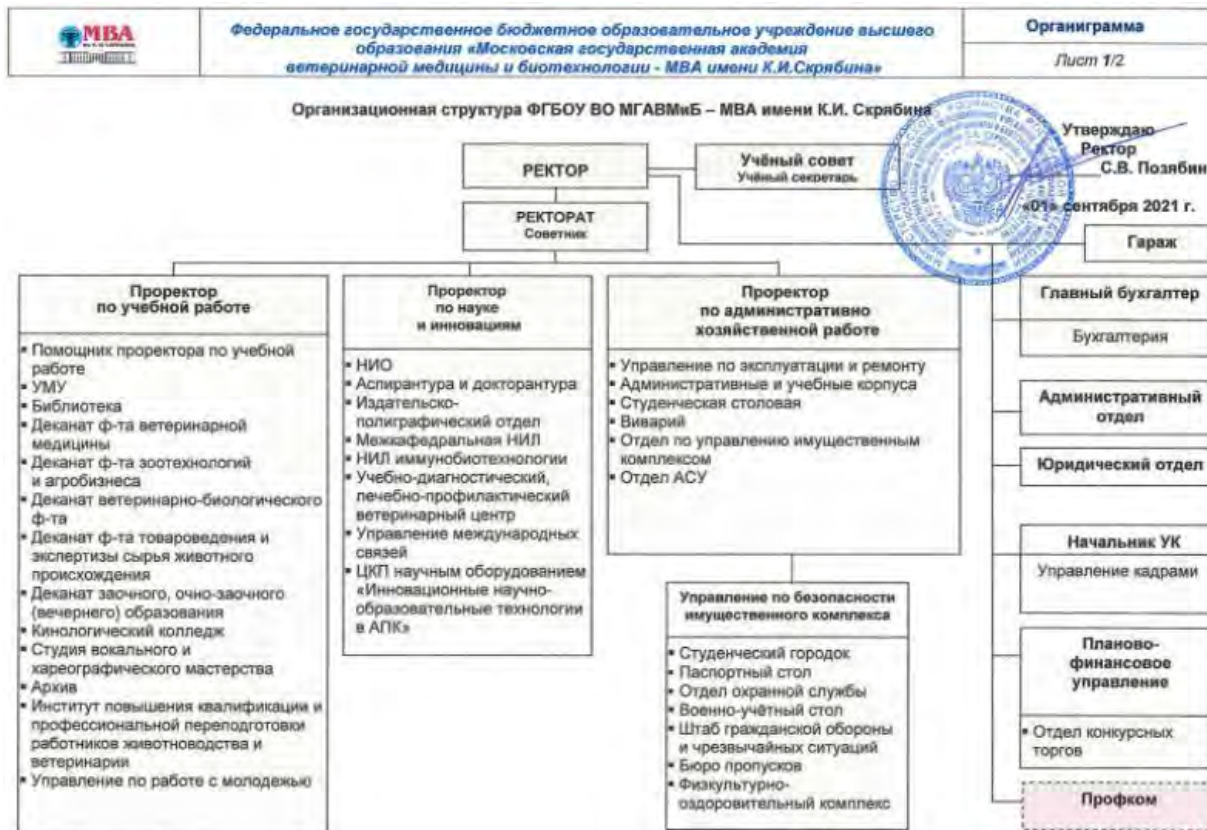 МВА
Федеральное государственное бюджетное образовательное учреждение высшего
образования «Московская государственная академия
ветеринарной медицины и биотехнологии - МВА имени К.И.Скрябина»
Органиграмма
Лист 1/2
Организационная структура ФГБОУ ВО МГАВМиБ – МВА имени К.И. Скрябина
Утверждаю
Ректор
С.В. Позябин
«01» сентября 2021 г.
РЕКТОР
Учёный совет
Учёный секретарь
РЕКТОРАТ
Советник
Гараж
Проректор
по учебной работе
▪ Помощник проректора по учебной
работе
▪ УМУ
▪ Библиотека
▪ Деканат ф-та ветеринарной
медицины
▪ Деканат ф-та зоотехнологий
и агробизнеса
▪ Деканат ветеринарно-биологического
ф-та
▪ Деканат ф-та товароведения и
экспертизы сырья животного
происхождения
▪ Деканат заочного, очно-заочного
(вечернего) образования
▪ Кинологический колледж
▪ Студия вокального и
хареографического мастерства
▪ Архив
▪ Институт повышения квалификации и
профессиональной переподготовки
работников животноводства и
ветеринарии
▪ Управление по работе с молодежью
Проректор
по науке
и инновациям
▪ НИО
▪ Аспирантура и докторантура
▪ Издательско-
полиграфический отдел
▪ Межкафедральная НИЛ
▪ НИЛ иммунобиотехнологии
▪ Учебно-диагностический,
лечебно-профилактический
ветеринарный центр
▪ Управление международных
связей
▪ ЦКП научным оборудованием
«Инновационные научно-
образовательные технологии
в АПК»
Проректор
по административно
хозяйственной работе
▪ Управление по эксплуатации и ремонту
▪ Административные и учебные корпуса
▪ Студенческая столовая
▪ Виварий
▪ Отдел по управлению имущественным
комплексом
▪ Отдел АСУ
Управление по безопасности
имущественного комплекса
▪ Студенческий городок
▪ Паспортный стол
▪ Отдел охранной службы
▪ Военно-учётный стол
▪ Штаб гражданской обороны
и чрезвычайных ситуаций
▪ Бюро пропусков
▪ Физкультурно-
оздоровительный комплекс
Главный бухгалтер
Бухгалтерия
Административный
отдел
Юридический отдел
Начальник УК
Управление кадрами
Планово-
финансовое
управление
▪ Отдел конкурсных
торгов
Профком